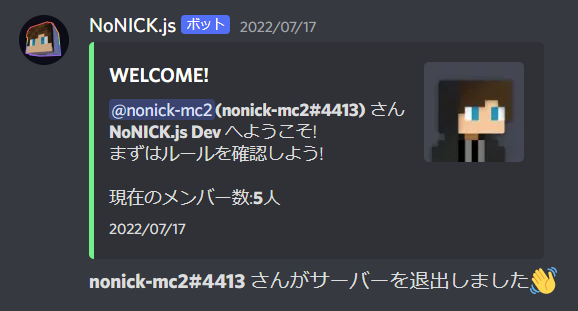 NoNICK.js ボット 2022/07/17
WELCOME!
@nonick-mc2(nonick-mc2#4413) さん
NoNICK.js Dev へようこそ!
まずはルールを確認しよう!
現在のメンバー数:5人
2022/07/17
nonick-mc2#4413 さんがサーバーを退出しました👋